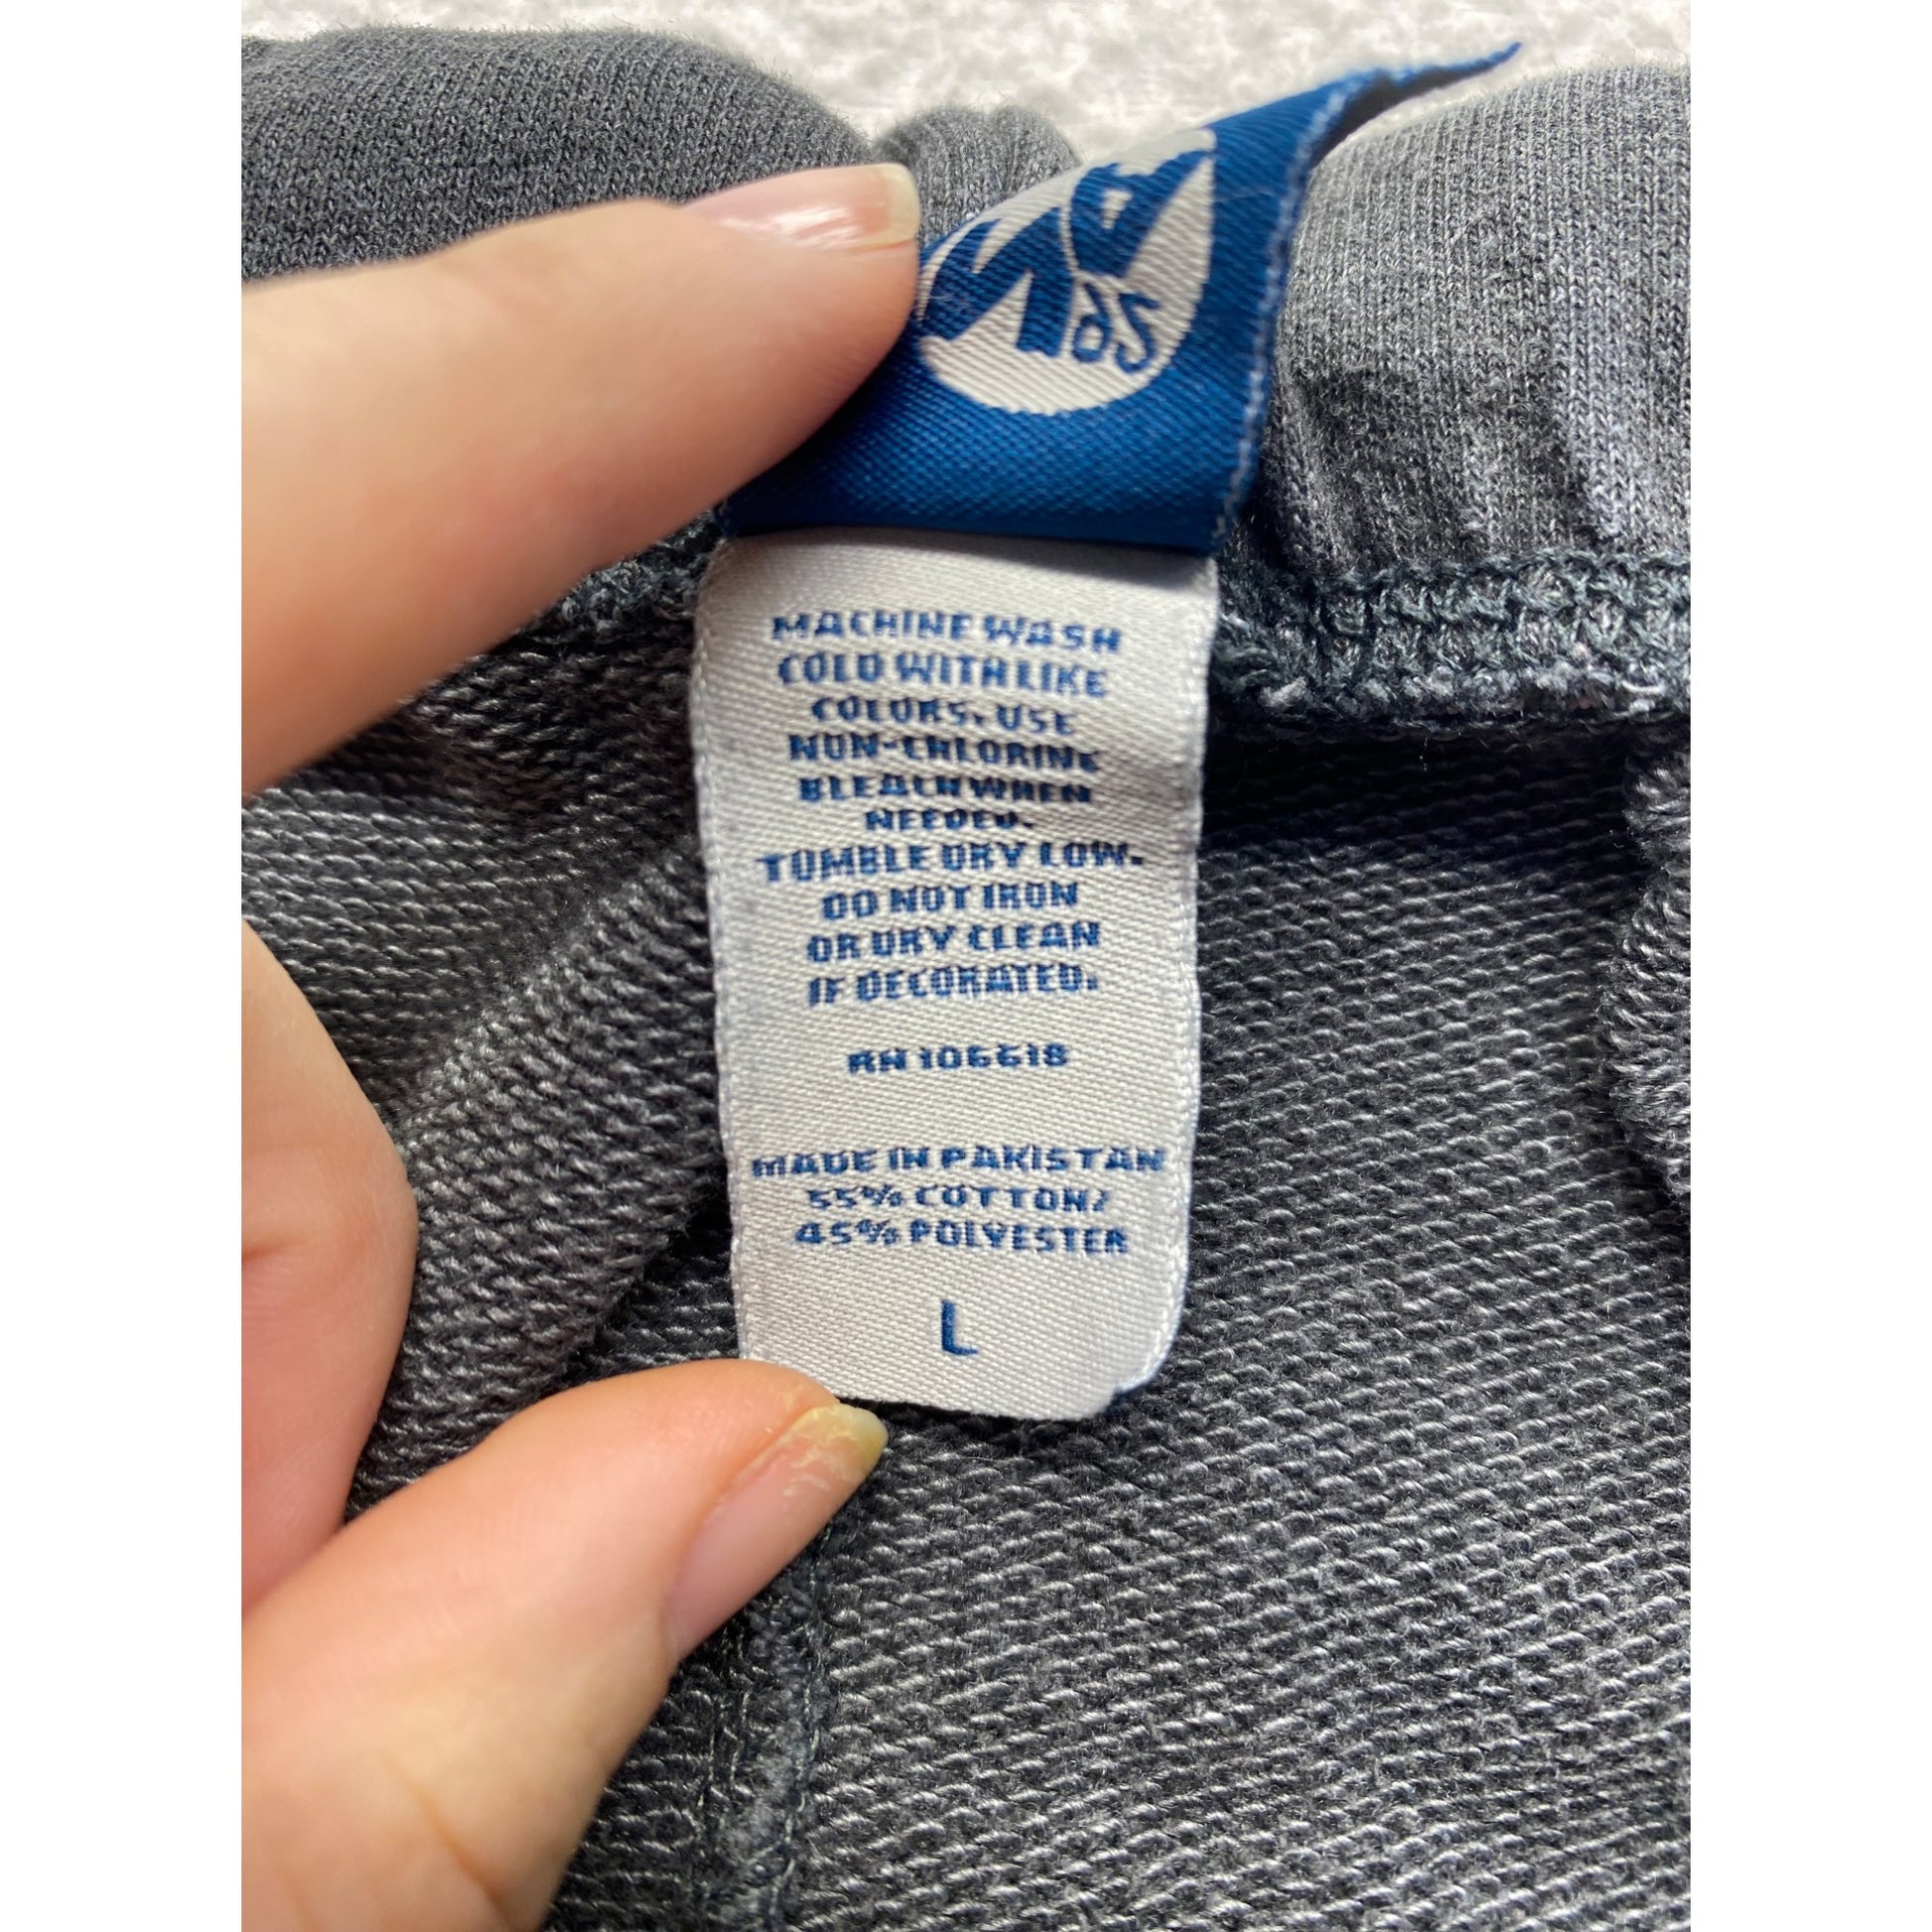 MACHINE WASH
COLD WITH LIKE
COLORS. USE
NON-CHLORINE
BLEACH WHEN
NEEDED.
TUMBLE DRY LOW.
DO NOT IRON
OR DRY CLEAN
IF DECORATED.
RN 106618
MADE IN PAKISTAN
55% COTTON/
45% POLYESTER
L